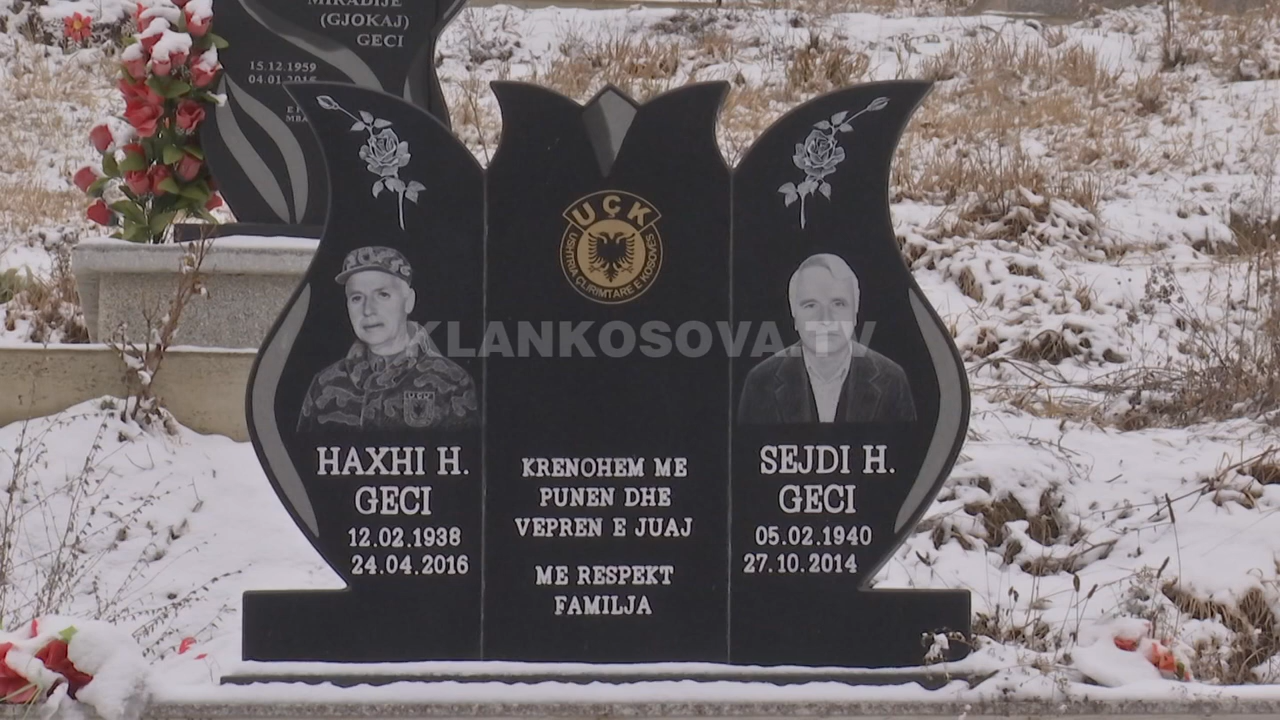 MIRADIJE
(GJOKAJ)
GECI
15.12.1959
UÇK
USHTRIA ÇLIRIMTARE E KOSOVËS
UÇK
KLANKOSOVA.TV
HAXHI H.
GECI
12.02.1938
24.04.2016
KRENOHEM ME
PUNEN DHE
VEPREN E JUAJ
ME RESPEKT
FAMILJA
SEJDI H.
GECI
05.02.1940
27.10.2014